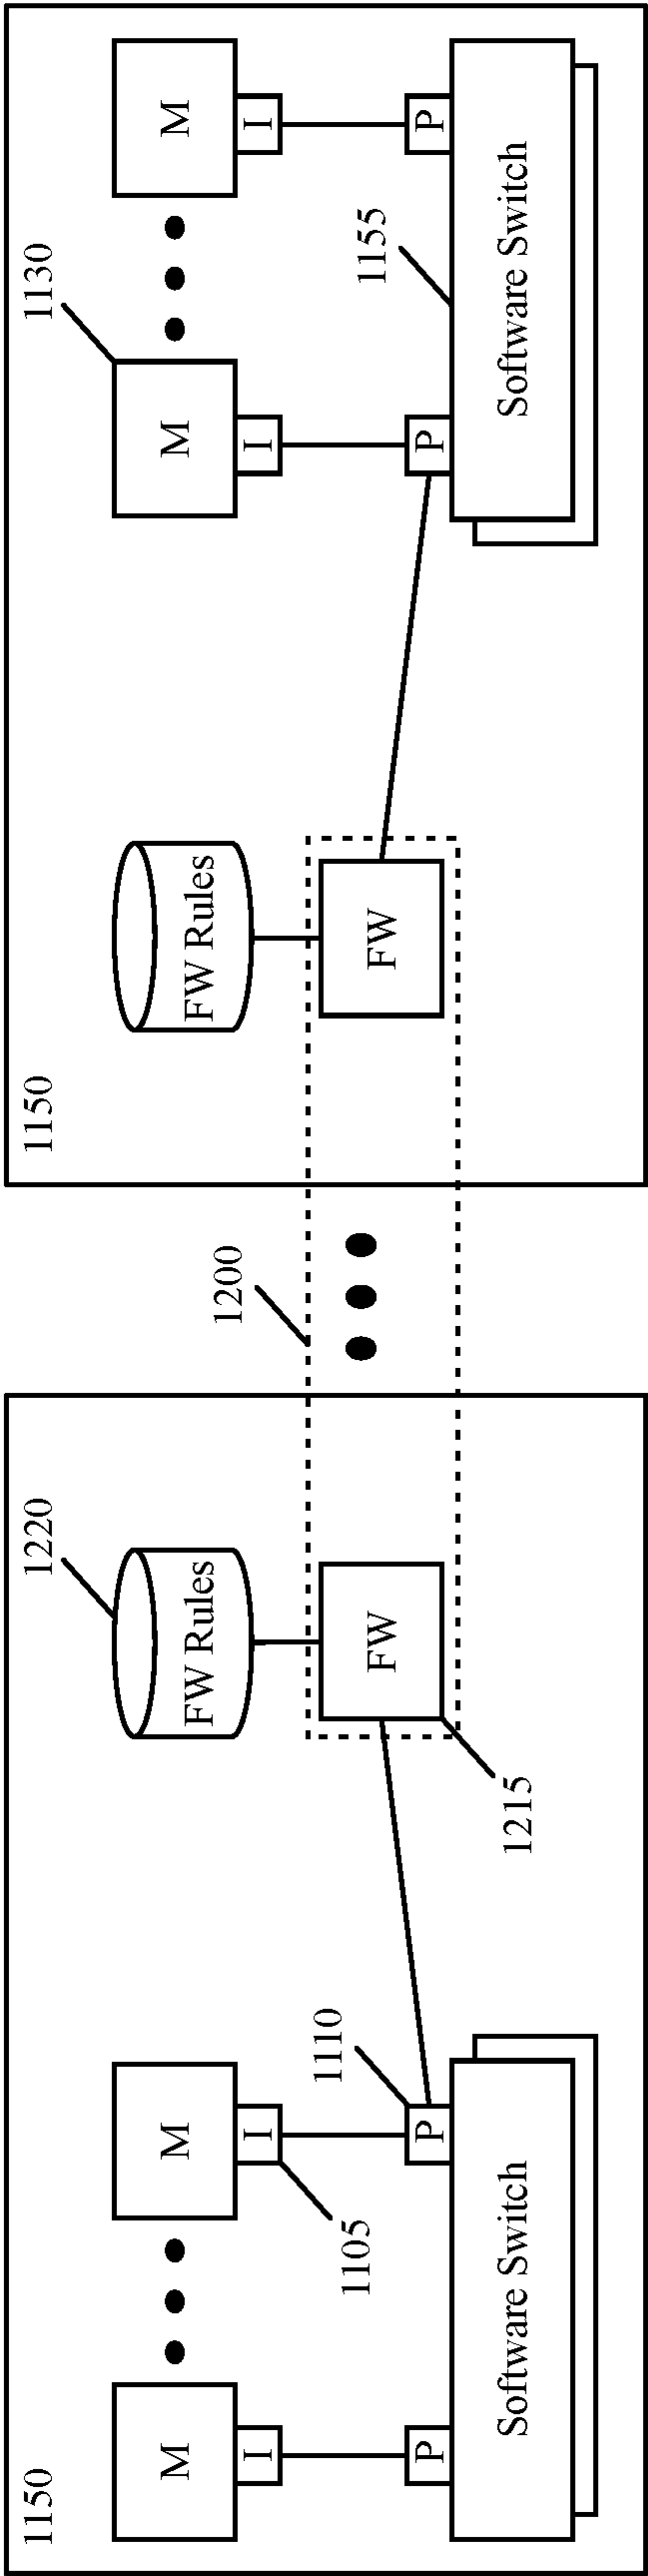 1150
M
M
I
I
1105
P
P
1110
Software Switch
1220
FW Rules
FW
1215
1200
1150
FW Rules
FW
1130
M
M
I
I
P
P
1155
Software Switch